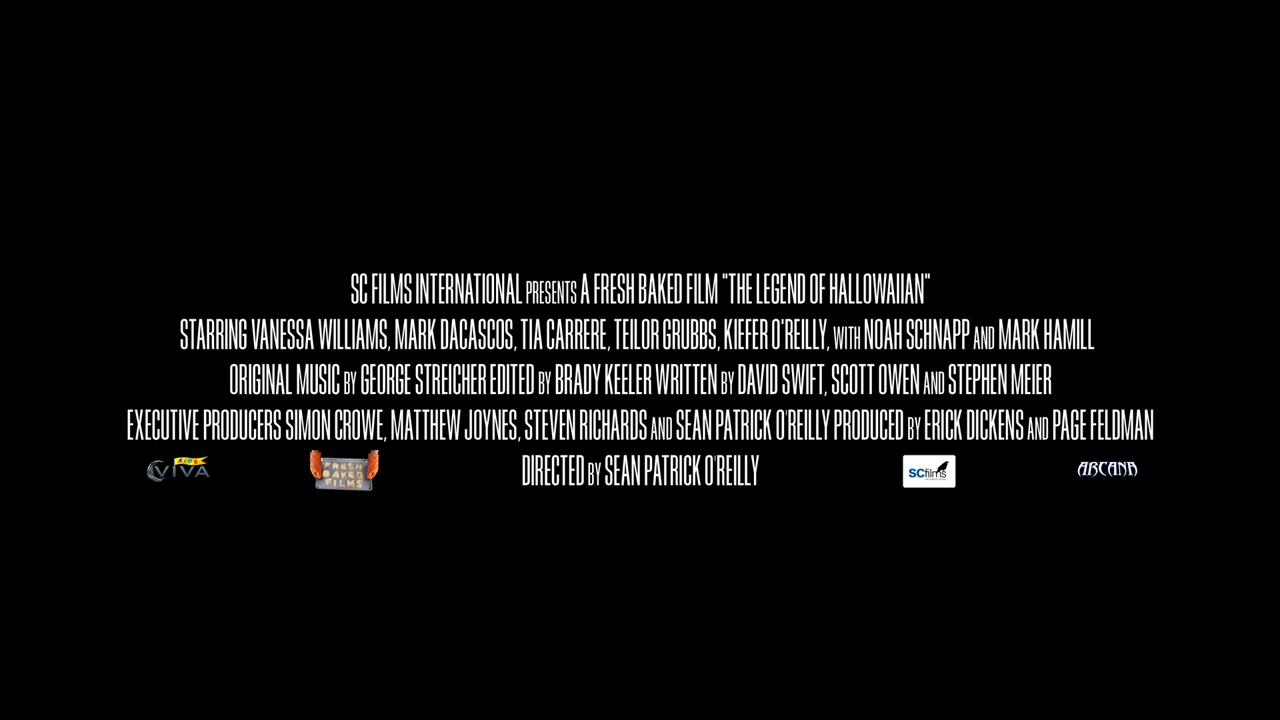 SC FILMS INTERNATIONAL PRESENTS A FRESH BAKED FILM "THE LEGEND OF HALLOWAIIAN"
STARRING VANESSA WILLIAMS, MARK DACASCOS, TIA CARRERE, TEILOR GRUBBS, KIEFER O'REILLY, WITH NOAH SCHNAPP AND MARK HAMILL
ORIGINAL MUSIC BY GEORGE STREICHER EDITED BY BRADY KEELER WRITTEN BY DAVID SWIFT, SCOTT OWEN AND STEPHEN MEIER
EXECUTIVE PRODUCERS SIMON CROWE, MATTHEW JOYNES, STEVEN RICHARDS AND SEAN PATRICK O'REILLY PRODUCED BY ERICK DICKENS AND PAGE FELDMAN
KIDS
VIVA
FRESH
BAKED
FILMS
DIRECTED BY SEAN PATRICK O'REILLY
SCfilms
INTERNATIONAL
ARCANA